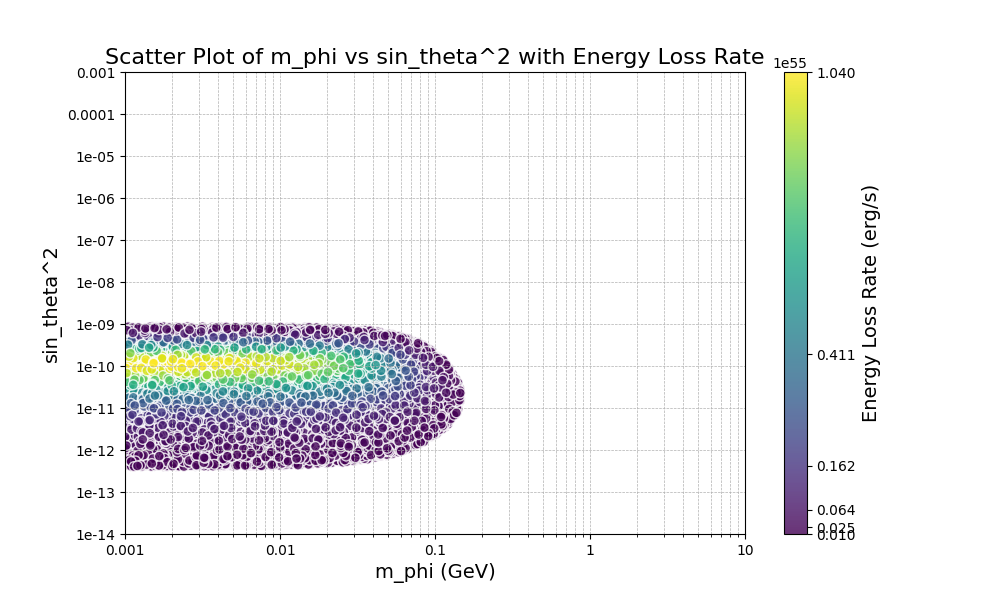 Scatter Plot of m_phi vs sin_theta^2 with Energy Loss Rate
1e55
0.001
0.0001
1e-05
1e-06
1e-07
1e-08
1e-09
1e-10
1e-11
1e-12
1e-13
1e-14
sin_theta^2
0.001
0.01
0.1
1
10
m_phi (GeV)
1.040
0.411
0.162
0.064
0.025
0.010
Energy Loss Rate (erg/s)